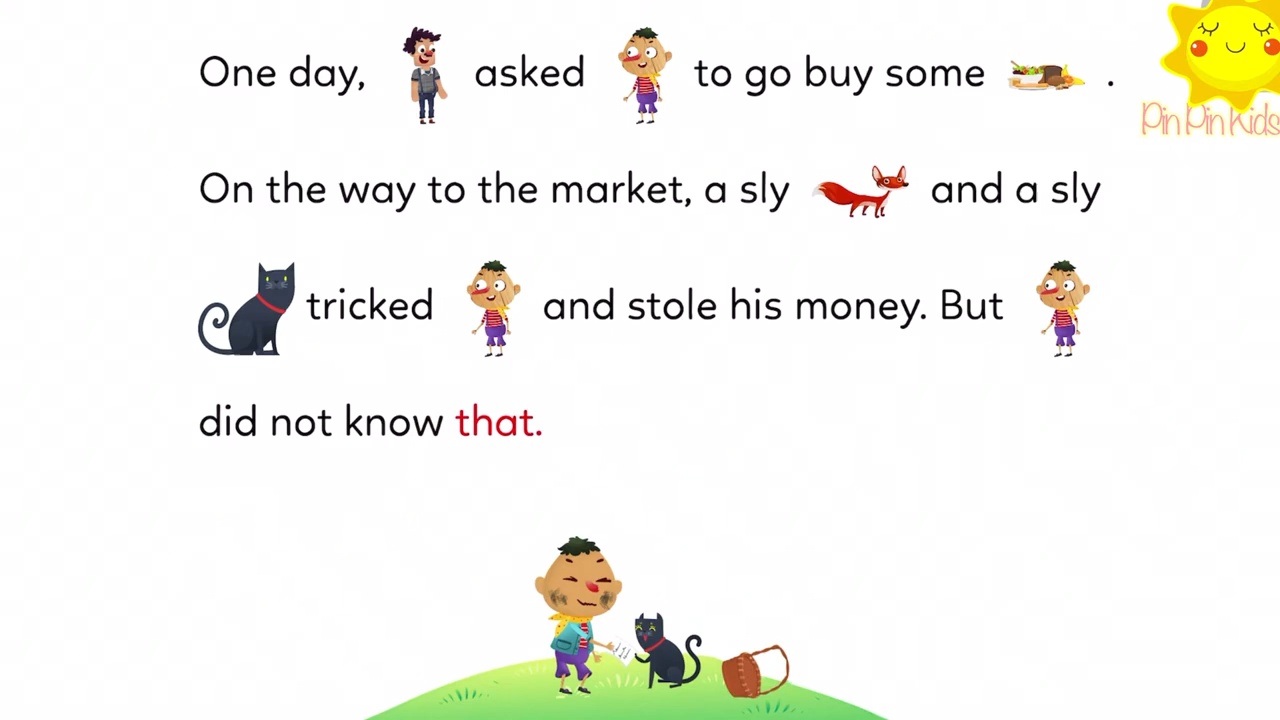 One day, asked to go buy some .
On the way to the market, a sly and a sly
tricked and stole his money. But
did not know that.
Pin Pin Kids